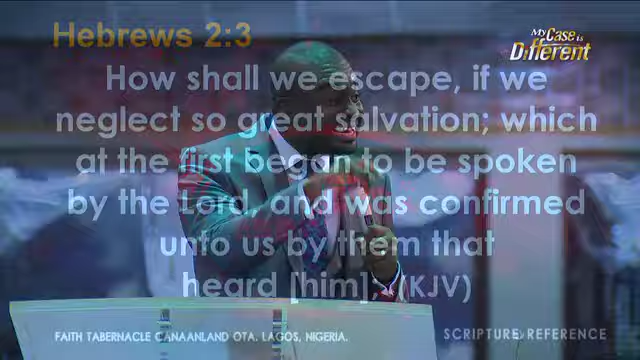 Hebrews 2:3
My Case is
Different
How shall we escape, if we
neglect so great salvation; which
at the first began to be spoken
by the Lord, and was confirmed
unto us by them that
heard [him]; (KJV)
FAITH TABERNACLE CANAANLAND OTA. LAGOS, NIGERIA.
SCRIPTURE REFERENCE